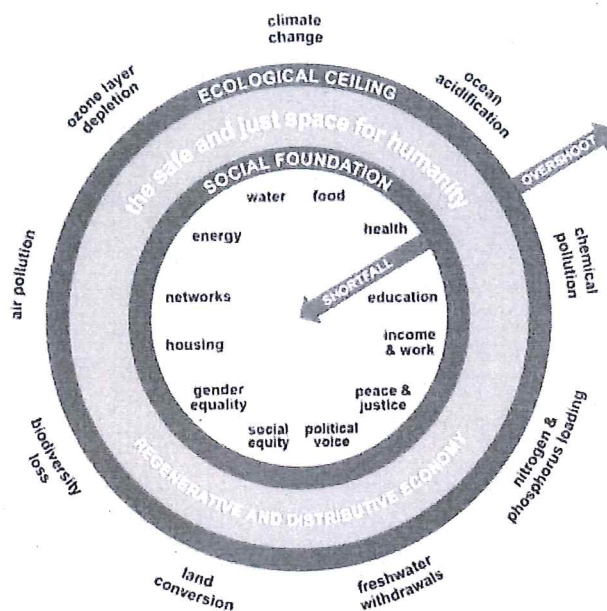 climate
change
ocean
acidification
ozone layer
depletion
ECOLOGICAL CEILING
the safe and just space for humanity
SOCIAL FOUNDATION
OVERSHOOT
water
food
energy
health
SHORTFALL
air pollution
chemical
pollution
networks
education
housing
income
& work
gender
equality
peace &
justice
social
equity
political
voice
biodiversity
loss
nitrogen &
phosphorus loading
REGENERATIVE AND DISTRIBUTIVE ECONOMY
land
conversion
freshwater
withdrawals